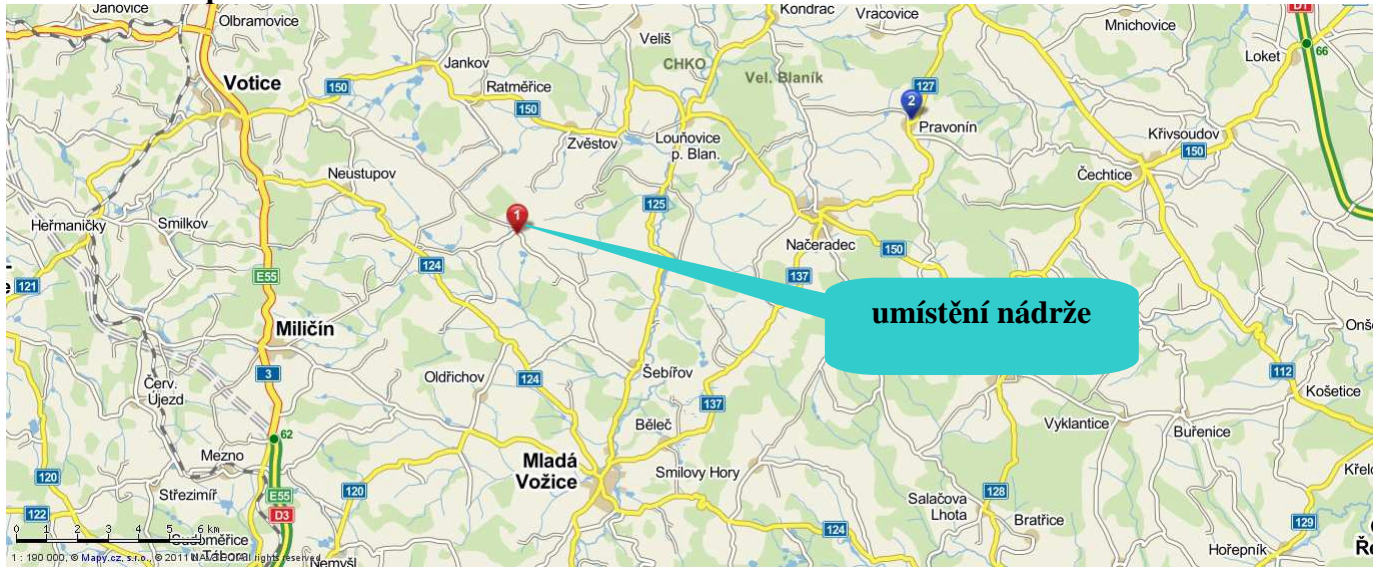 Janovice
Olbramovice
Kondrac
Vracovice
Mnichovice
D1
66
Loket
Veliš
CHKO
Vel. Blaník
Votice
150
Jankov
Ratměřice
150
Zvěstov
Louňovice
p. Blan.
127
2
Pravonín
Křivsoudov
150
Čechtice
Neustupov
125
1
Heřmaničky
Smilkov
Načeradec
150
124
137
121
E55
umístění nádrže
Miličín
3
Oldřichov
124
Šebířov
137
112
Košetice
Červ.
Újezd
Běleč
Vyklantice
Buřenice
62
Mezno
Mladá
Vožice
Smilovy Hory
120
120
Střezimíř
E55
D3
122
128
Salačova
Lhota
Bratřice
124
129
Hořepník
0 1 2 3 4 5 6 km
Nemyšl